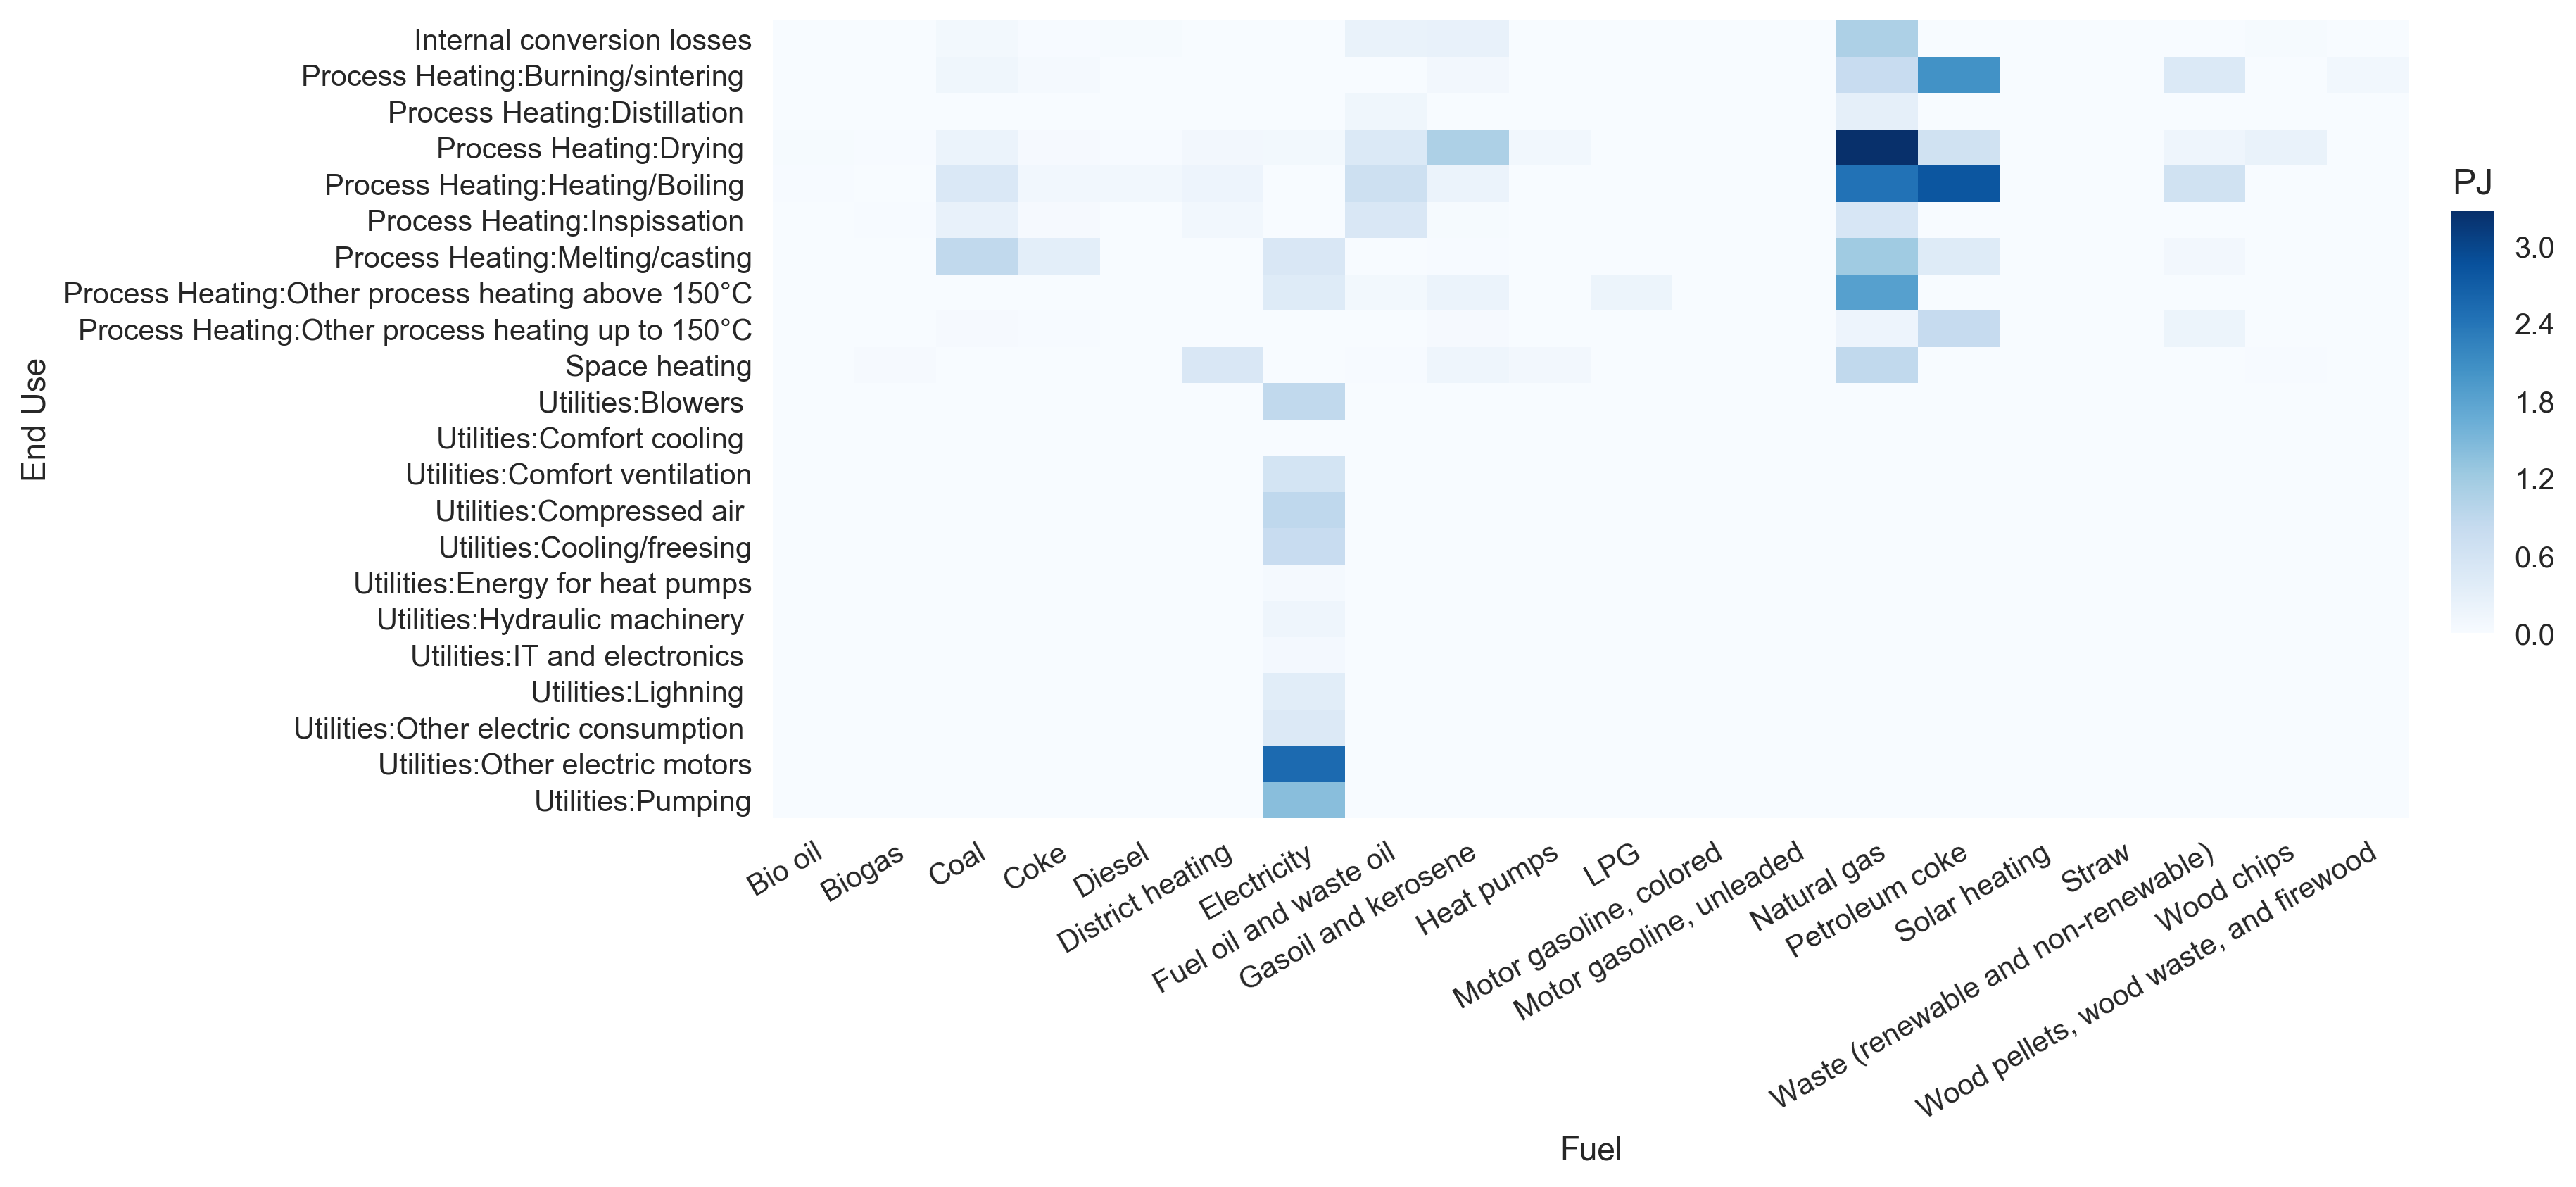 Internal conversion losses
Process Heating:Burning/sintering
Process Heating:Distillation
Process Heating:Drying
Process Heating:Heating/Boiling
Process Heating:Inspissation
Process Heating:Melting/casting
Process Heating:Other process heating above 150°C
Process Heating:Other process heating up to 150°C
Space heating
Utilities:Blowers
Utilities:Comfort cooling
Utilities:Comfort ventilation
Utilities:Compressed air
Utilities:Cooling/freesing
Utilities:Energy for heat pumps
Utilities:Hydraulic machinery
Utilities:IT and electronics
Utilities:Lighning
Utilities:Other electric consumption
Utilities:Other electric motors
Utilities:Pumping
End Use
Bio oil
Biogas
Coal
Coke
Diesel
District heating
Electricity
Fuel oil and waste oil
Gasoil and kerosene
Heat pumps
LPG
Motor gasoline, colored
Motor gasoline, unleaded
Natural gas
Petroleum coke
Solar heating
Straw
Waste (renewable and non-renewable)
Wood chips
Wood pellets, wood waste, and firewood
Fuel
PJ
3.0
2.4
1.8
1.2
0.6
0.0